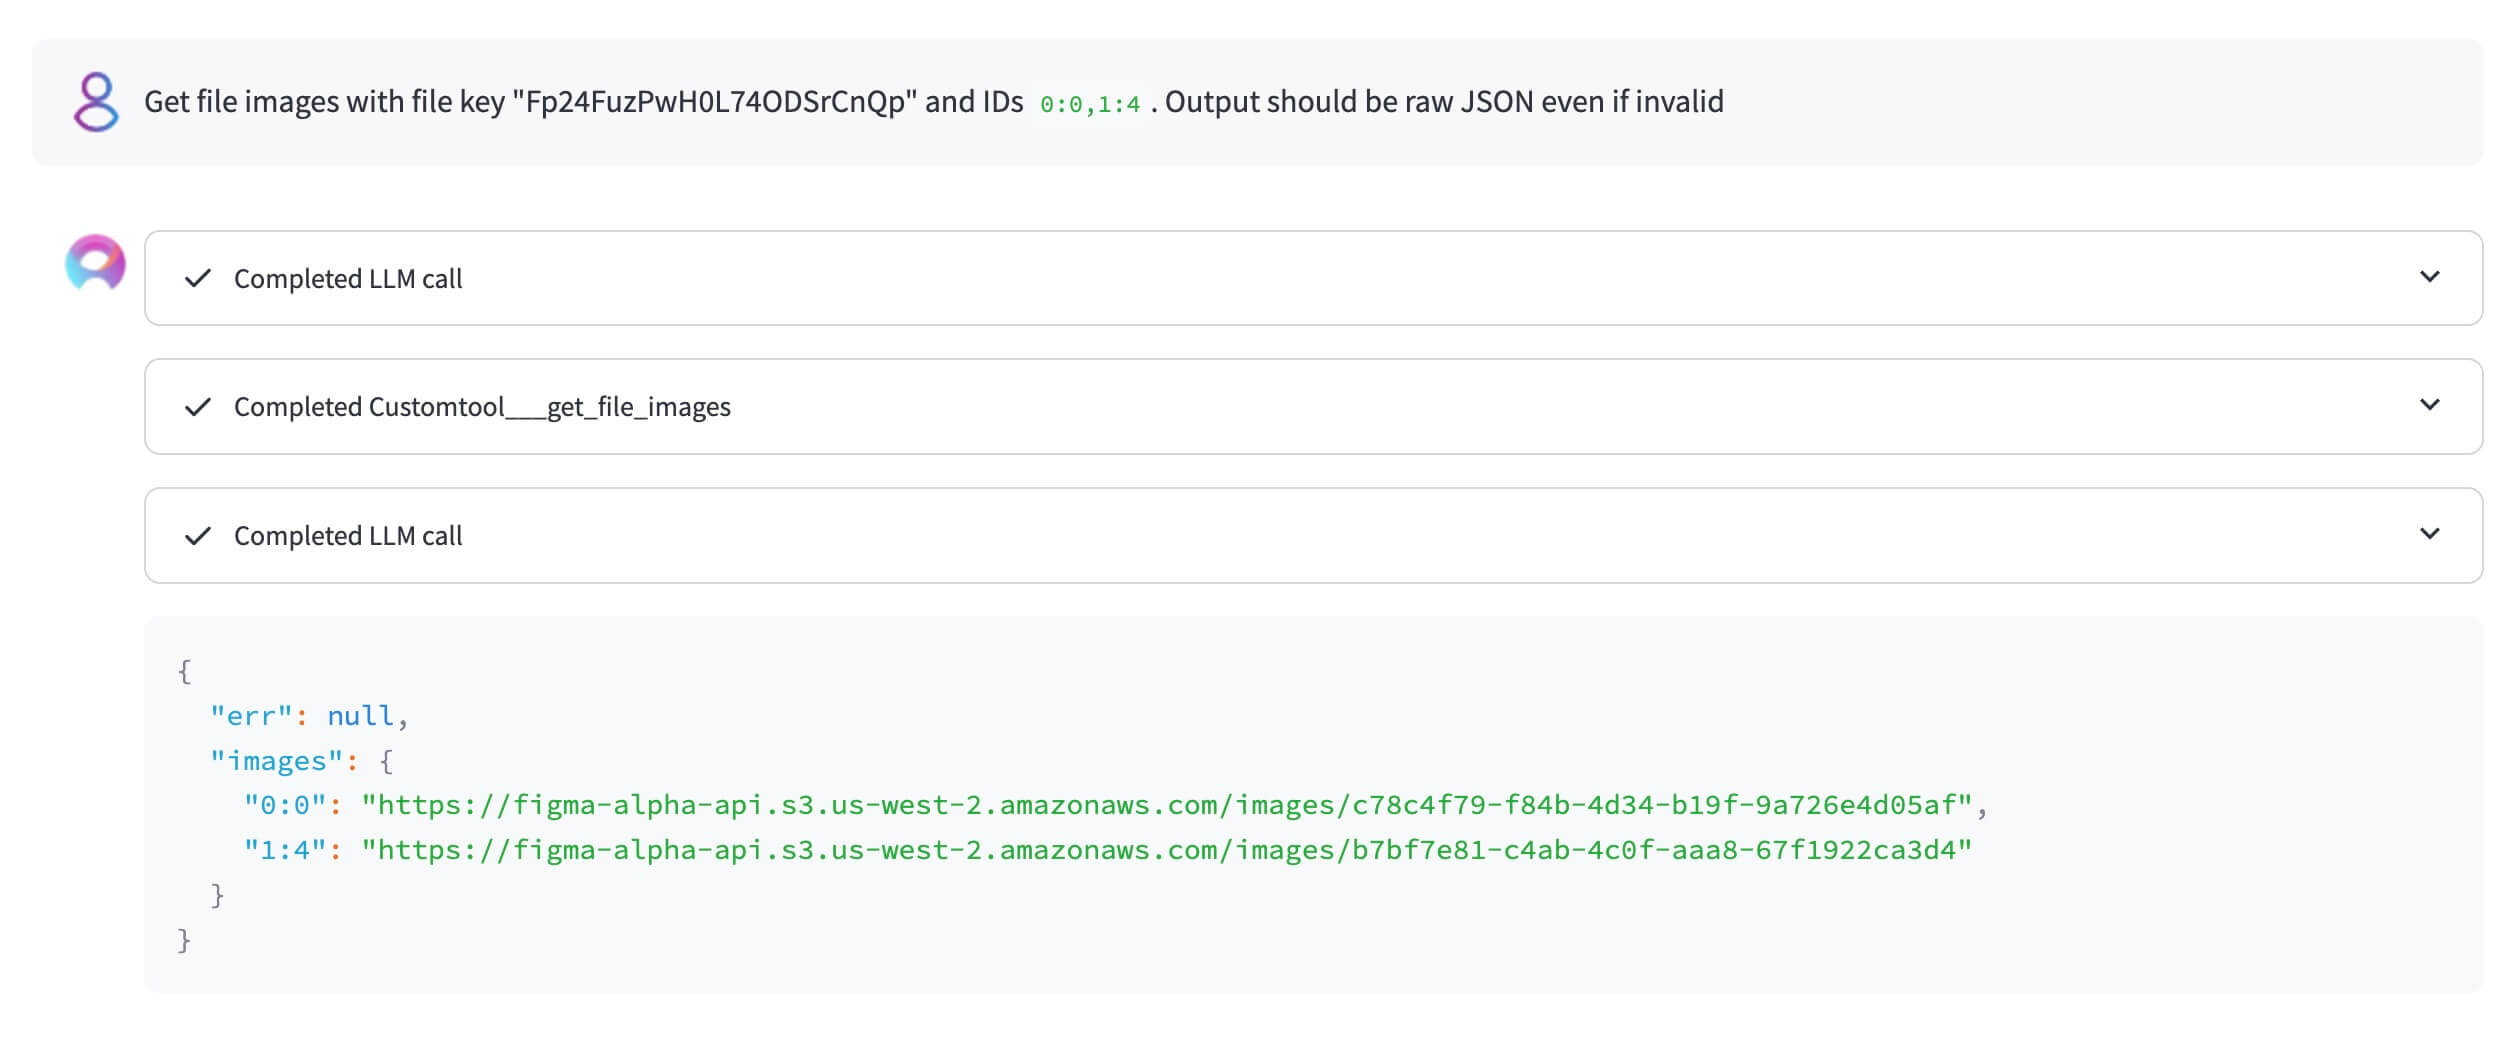 Get file images with file key "Fp24FuzPwH0L74ODSrCnQp" and IDs 0:0,1:4 . Output should be raw JSON even if invalid
Completed LLM call
Completed Customtool___get_file_images
Completed LLM call
{
  "err": null,
  "images": {
    "0:0": "https://figma-alpha-api.s3.us-west-2.amazonaws.com/images/c78c4f79-f84b-4d34-b19f-9a726e4d05af",
    "1:4": "https://figma-alpha-api.s3.us-west-2.amazonaws.com/images/b7bf7e81-c4ab-4c0f-aaa8-67f1922ca3d4"
  }
}